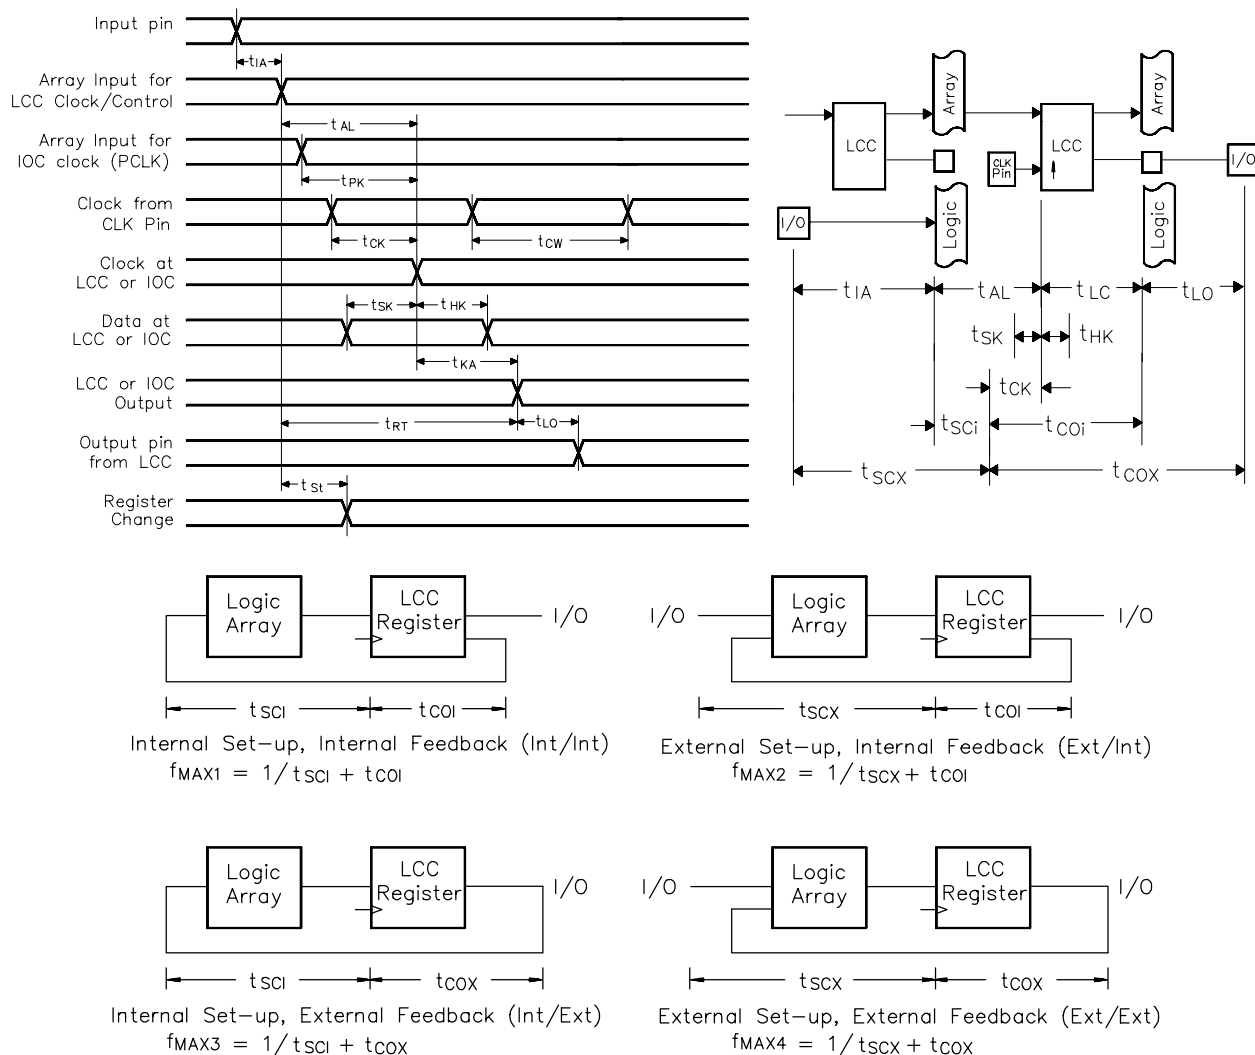 Input pin
tIA
Array Input for
LCC Clock/Control
tAL
Array Input for
IOC clock (PCLK)
tPK
Clock from
CLK Pin
tCK
tCW
Clock at
LCC or IOC
tSK
tHK
Data at
LCC or IOC
tKA
LCC or IOC
Output
tRT
tLO
Output pin
from LCC
tSt
Register
Change
Array
Array
LCC
LCC
CLK
Pin
I/O
I/O
Logic
Logic
tIA
tAL
tLC
tLO
tSK
tHK
tCK
tSCi
tCOi
tSCX
tCOX
Logic
Array
LCC
Register
I/O
tSCI
tCOI
Internal Set-up, Internal Feedback (Int/Int)
fMAX1 = 1/tSCI + tCOI
I/O
Logic
Array
LCC
Register
I/O
tSCX
tCOI
External Set-up, Internal Feedback (Ext/Int)
fMAX2 = 1/tSCX + tCOI
Logic
Array
LCC
Register
I/O
tSCI
tCOX
Internal Set-up, External Feedback (Int/Ext)
fMAX3 = 1/tSCI + tCOX
I/O
Logic
Array
LCC
Register
I/O
tSCX
tCOX
External Set-up, External Feedback (Ext/Ext)
fMAX4 = 1/tSCX + tCOX